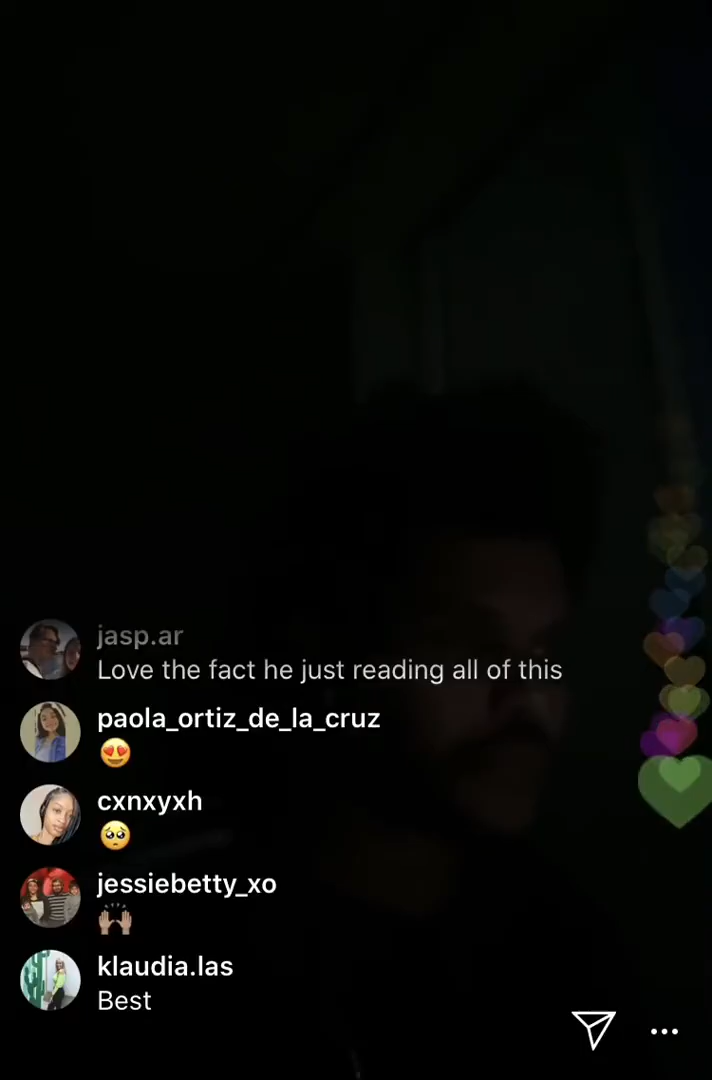 jasp.ar
Love the fact he just reading all of this
paola_ortiz_de_la_cruz
😍
cxnxyxh
🥺
jessiebetty_xo
🙌🏽
klaudia.las
Best